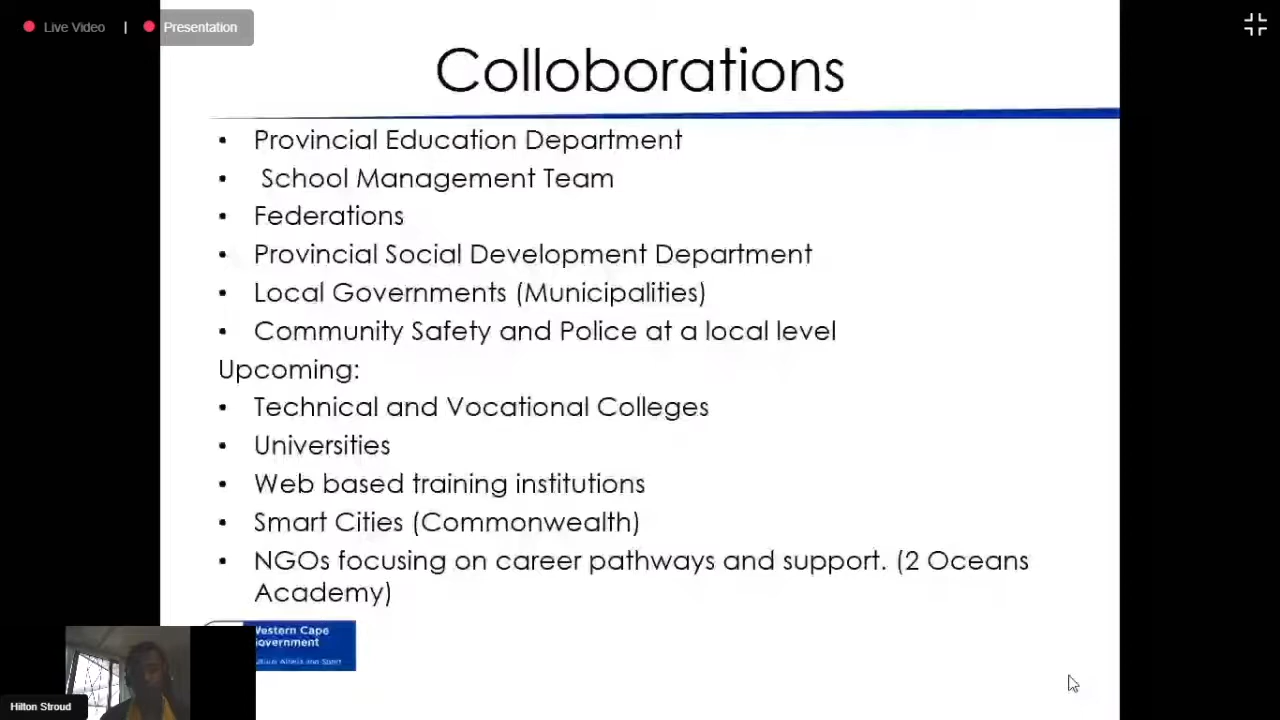 Live Video | Presentation
Colloborations
• Provincial Education Department
• School Management Team
• Federations
• Provincial Social Development Department
• Local Governments (Municipalities)
• Community Safety and Police at a local level
Upcoming:
• Technical and Vocational Colleges
• Universities
• Web based training institutions
• Smart Cities (Commonwealth)
• NGOs focusing on career pathways and support. (2 Oceans
Academy)
Western Cape
Government
and Sport
Hilton Stroud